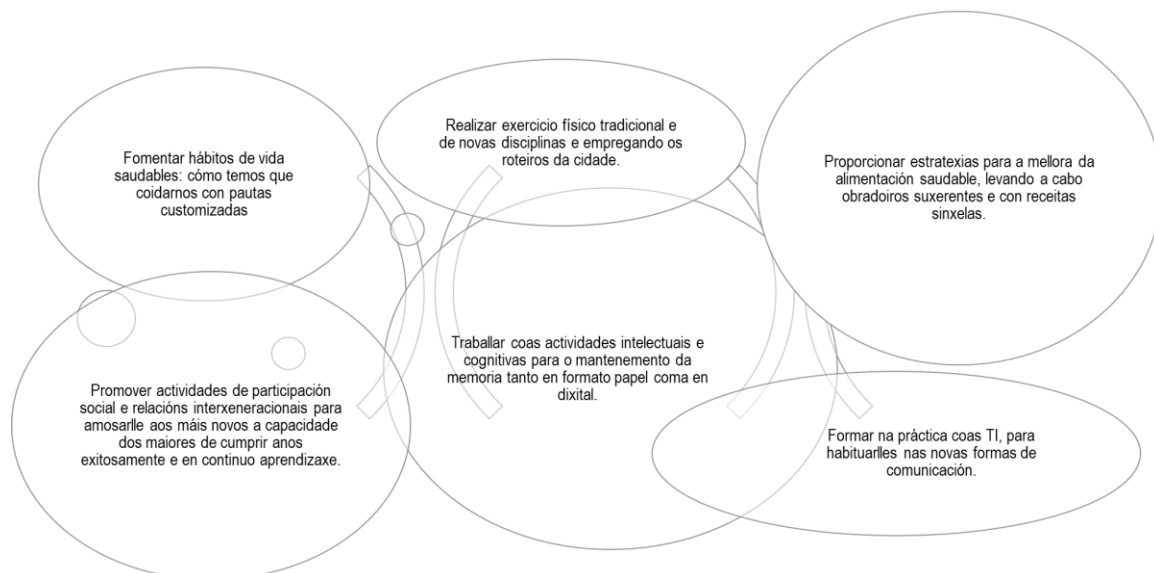 Fomentar hábitos de vida
saudables: cómo temos que
coidarnos con pautas
customizadas
Promover actividades de participación
social e relacións interxeneracionais para
amosarlle aos máis novos a capacidade
dos maiores de cumprir anos
exitosamente e en continuo aprendizaxe.
Realizar exercicio físico tradicional e
de novas disciplinas e empregando os
roteiros da cidade.
Traballar coas actividades intelectuais e
cognitivas para o mantenemento da
memoria tanto en formato papel coma en
dixital.
Proporcionar estratexias para a mellora da
alimentación saudable, levando a cabo
obradoiros suxerentes e con receitas
sinxelas.
Formar na práctica coas TI, para
habituarlles nas novas formas de
comunicación.